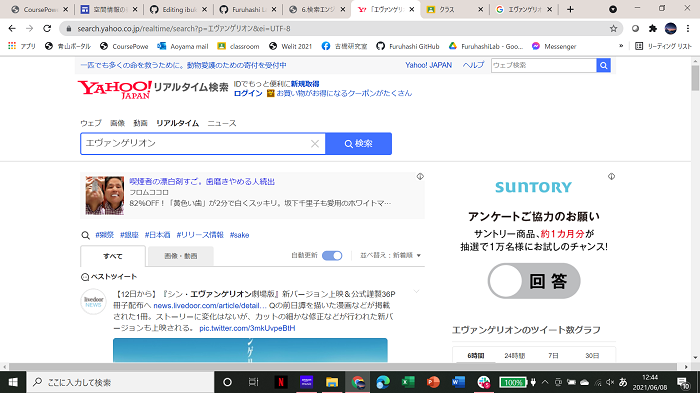 CoursePowe
空間情報の
Editing ibui
Furuhashi L
6.検索エンジ
「エヴァンゲリ
クラス
エヴァンゲリオ
search.yahoo.co.jp/realtime/search?p=エヴァンゲリオン&ei=UTF-8
アプリ 青山ポータル CoursePowe Aoyama mail classroom Welit 2021 古橋研究室 Furuhashi GitHub FuruhashiLab - Goo... Messenger リーディング リスト
一匹でも多くの命を救うために。動物愛護のための寄付を受付中
Yahoo! JAPAN ヘルプ ウェブ検索
YAHOO! JAPAN リアルタイム検索
IDでもっと便利に新規取得
ログイン お買い物がお得になるクーポンがたくさん
ウェブ 画像 動画 リアルタイム ニュース
エヴァンゲリオン 検索
喫煙者の漂白剤すご。歯磨きやめる人続出
フロムココロ
82%OFF！「黄色い歯」が2分で白くスッキリ。坂下千里子も愛用のホワイトマ…
#獺祭 #銀座 #日本酒 #リリース情報 #sake
すべて 画像・動画 自動更新 並べ替え：新着順
ベストツイート
livedoor NEWS
【12日から】『シン・エヴァンゲリオン劇場版』新バージョン上映＆公式謹製36P
冊子配布へ news.livedoor.com/article/detail... Qの前日譚を描いた漫画などが掲載
された1冊。ストーリーに変化はないが、カットの細かな修正などが行われた新バ
ージョンも上映される。 pic.twitter.com/3mkUvpeBtH
SUNTORY
アンケートご協力のお願い
サントリー商品、約1カ月分が
抽選で1万名様にお試しのチャンス!
回答
エヴァンゲリオンのツイート数グラフ
6時間 24時間 7日 30日
ここに入力して検索
100%
あ
12:44
2021/06/08
10